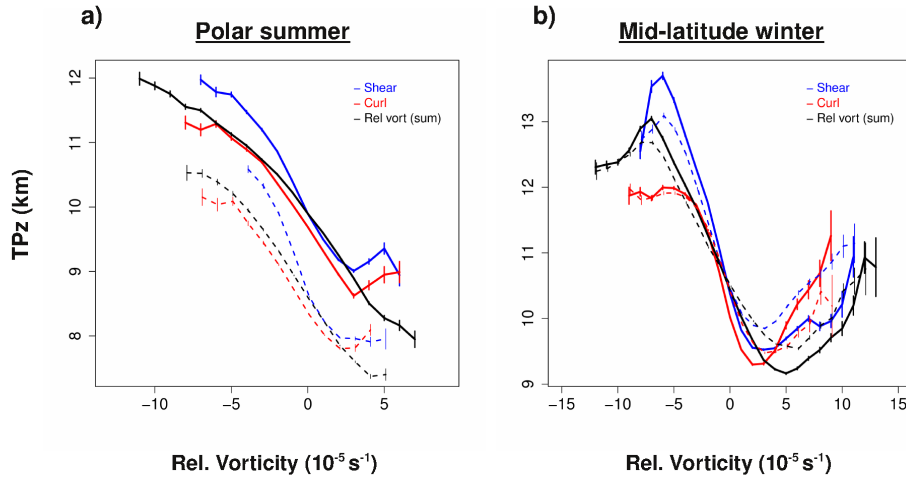 a)
Polar summer
– Shear
– Curl
– Rel vort (sum)
TPz (km)
12
11
10
9
8
−10 −5 0 5
Rel. Vorticity (10⁻⁵ s⁻¹)
b)
Mid-latitude winter
– Shear
– Curl
– Rel vort (sum)
13
12
11
10
9
−15 −10 −5 0 5 10 15
Rel. Vorticity (10⁻⁵ s⁻¹)